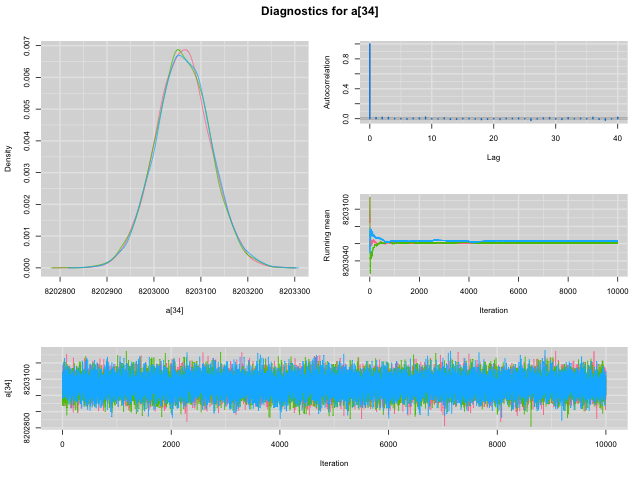 Diagnostics for a[34]
Density
0.000 0.001 0.002 0.003 0.004 0.005 0.006 0.007
8202800 8202900 8203000 8203100 8203200 8203300
a[34]
Autocorrelation
0.0 0.4 0.8
0 10 20 30 40
Lag
Running mean
8203040 8203100
0 2000 4000 6000 8000 10000
Iteration
a[34]
8202800 8203100
0 2000 4000 6000 8000 10000
Iteration